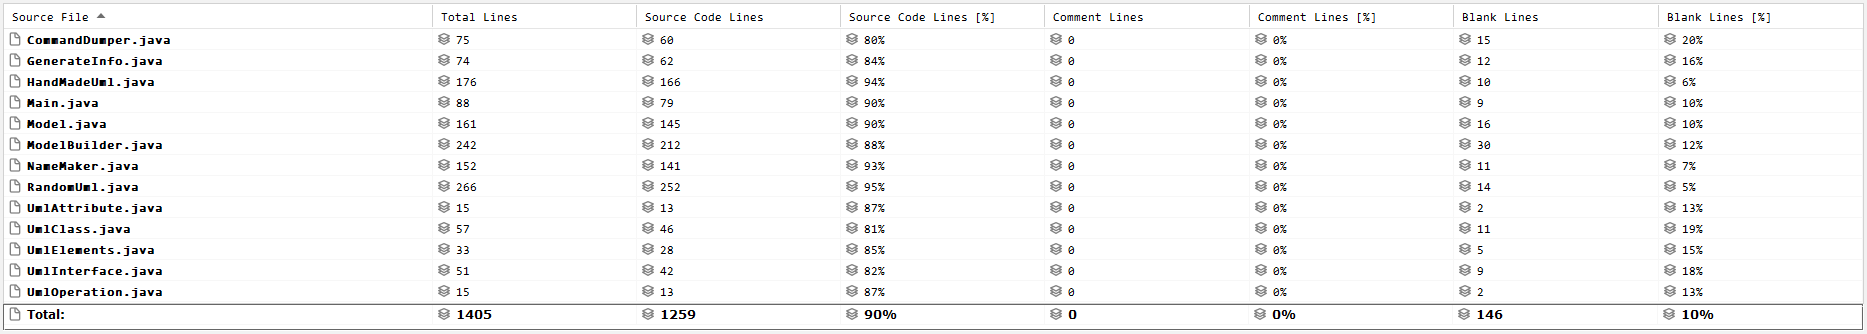 Source File Total Lines Source Code Lines Source Code Lines [%] Comment Lines Comment Lines [%] Blank Lines Blank Lines [%]
CommandDumper.java 75 60 80% 0 0% 15 20%
GenerateInfo.java 74 62 84% 0 0% 12 16%
HandMadeUml.java 176 166 94% 0 0% 10 6%
Main.java 88 79 90% 0 0% 9 10%
Model.java 161 145 90% 0 0% 16 10%
ModelBuilder.java 242 212 88% 0 0% 30 12%
NameMaker.java 152 141 93% 0 0% 11 7%
RandomUml.java 266 252 95% 0 0% 14 5%
UmlAttribute.java 15 13 87% 0 0% 2 13%
UmlClass.java 57 46 81% 0 0% 11 19%
UmlElements.java 33 28 85% 0 0% 5 15%
UmlInterface.java 51 42 82% 0 0% 9 18%
UmlOperation.java 15 13 87% 0 0% 2 13%
Total: 1405 1259 90% 0 0% 146 10%